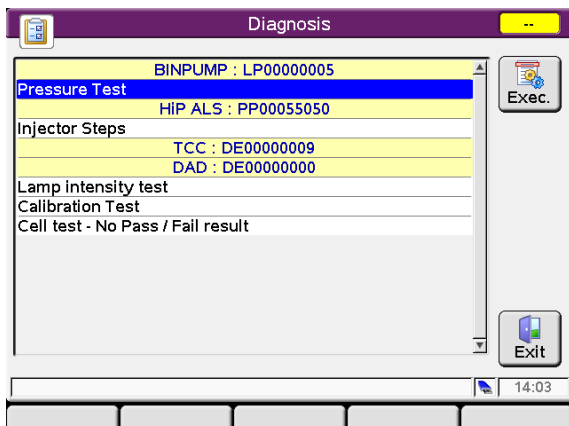 Diagnosis
--
BINPUMP : LP00000005
Pressure Test
HiP ALS : PP00055050
Injector Steps
TCC : DE00000009
DAD : DE00000000
Lamp intensity test
Calibration Test
Cell test - No Pass / Fail result
Exec.
Exit
14:03